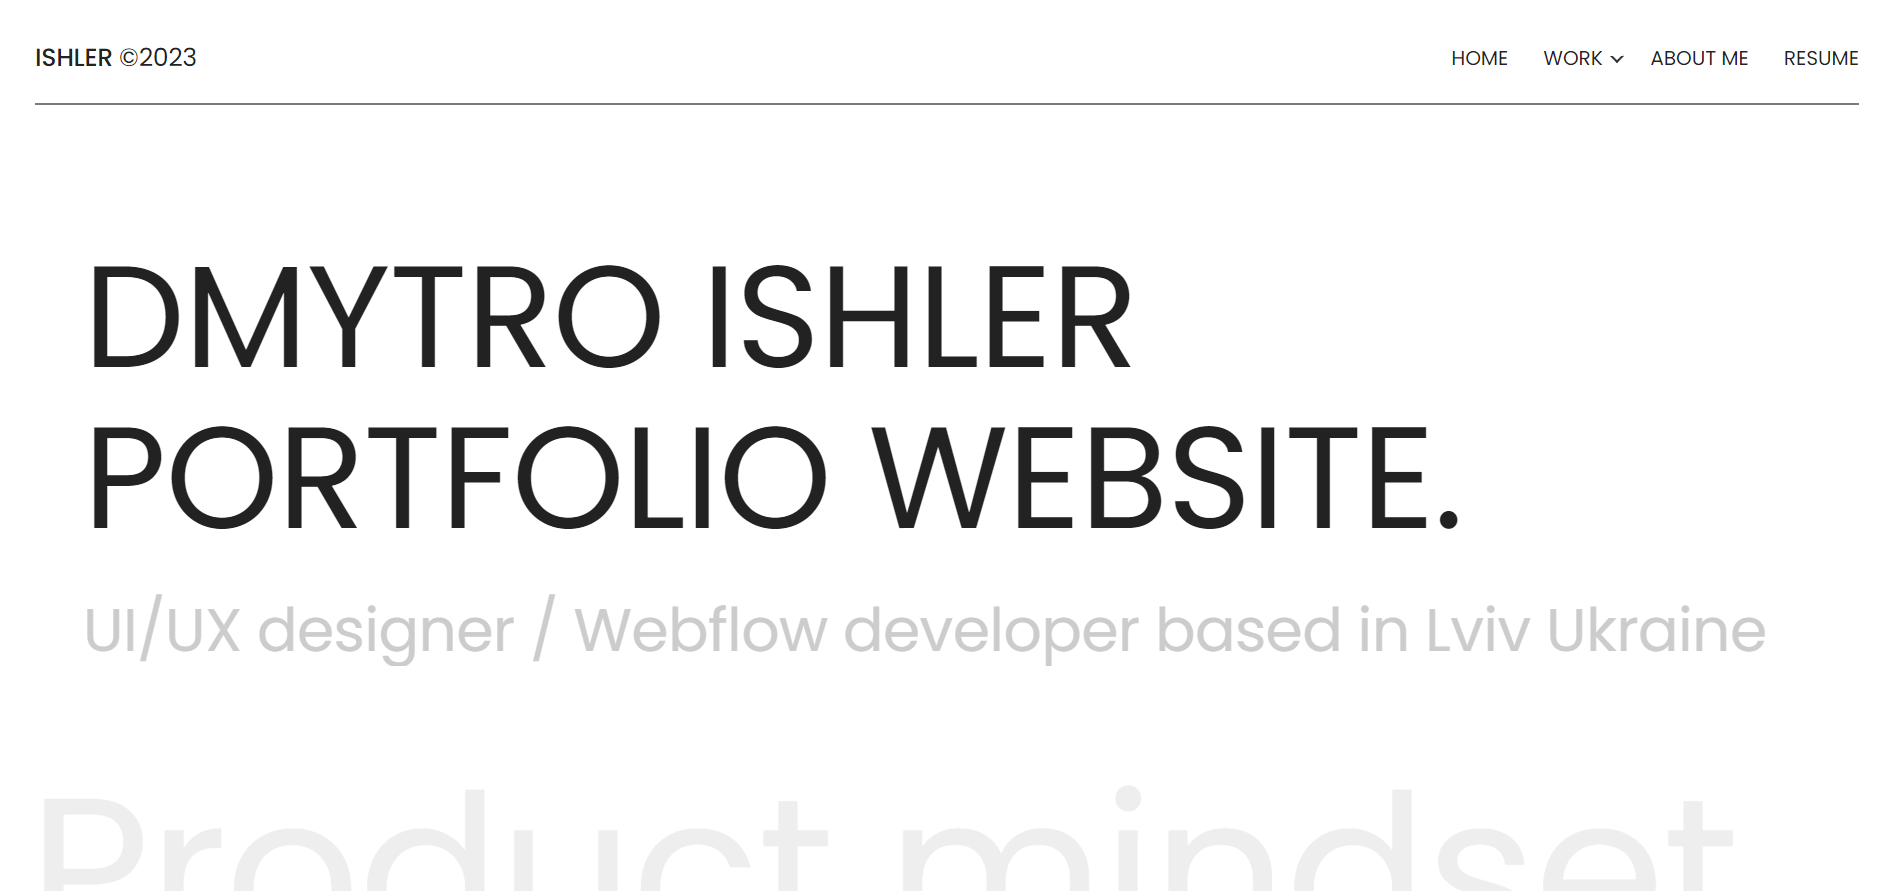 ISHLER ©2023
HOME WORK ABOUT ME RESUME
DMYTRO ISHLER
PORTFOLIO WEBSITE.
UI/UX designer / Webflow developer based in Lviv Ukraine
Product mindset